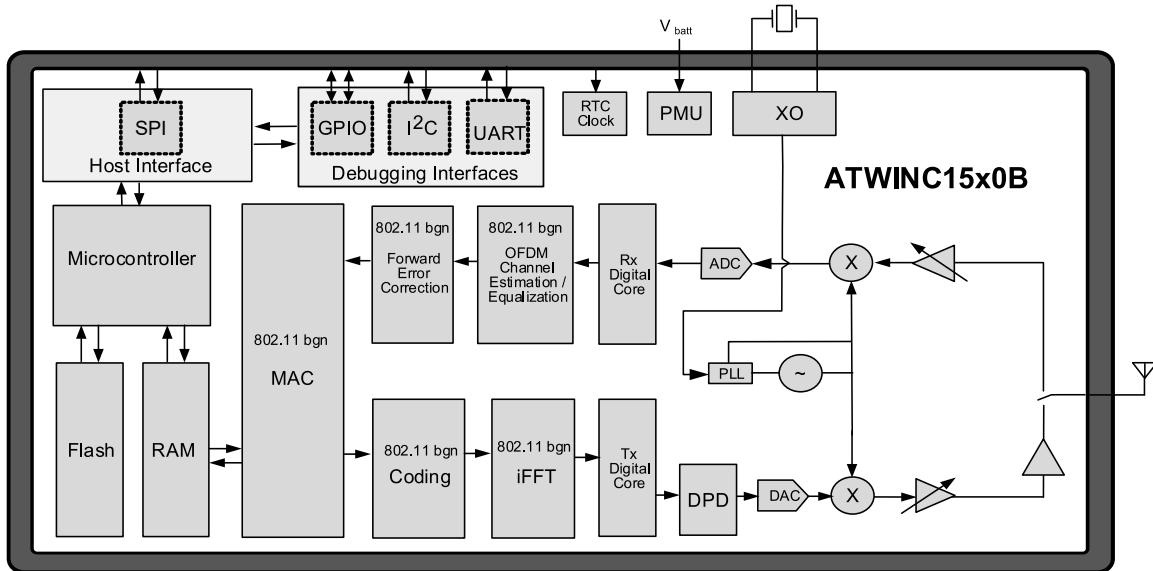 V batt
SPI
Host Interface
GPIO
I²C
UART
Debugging Interfaces
RTC
Clock
PMU
XO
ATWINC15x0B
Microcontroller
Flash
RAM
802.11 bgn
MAC
802.11 bgn
Forward
Error
Correction
802.11 bgn
OFDM
Channel
Estimation /
Equalization
Rx
Digital
Core
ADC
X
PLL
~
802.11 bgn
Coding
802.11 bgn
iFFT
Tx
Digital
Core
DPD
DAC
X